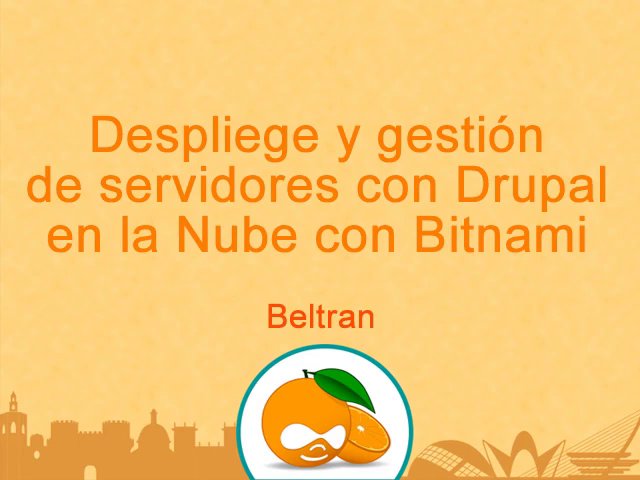 Despliege y gestión
de servidores con Drupal
en la Nube con Bitnami
Beltran